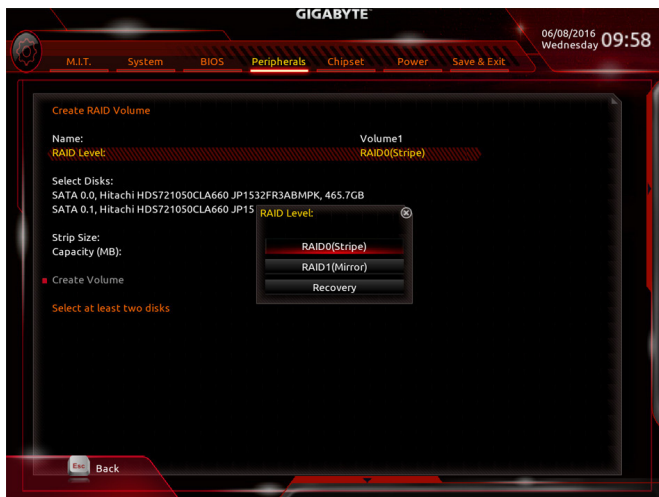 GIGABYTE
06/08/2016
Wednesday 09:58
M.I.T. System BIOS Peripherals Chipset Power Save & Exit
Create RAID Volume
Name: Volume1
RAID Level: RAID0(Stripe)
Select Disks:
SATA 0.0, Hitachi HDS721050CLA660 JP1532FR3ABMPK, 465.7GB
SATA 0.1, Hitachi HDS721050CLA660 JP15
RAID Level:
RAID0(Stripe)
RAID1(Mirror)
Recovery
Strip Size:
Capacity (MB):
Create Volume
Select at least two disks
Esc Back